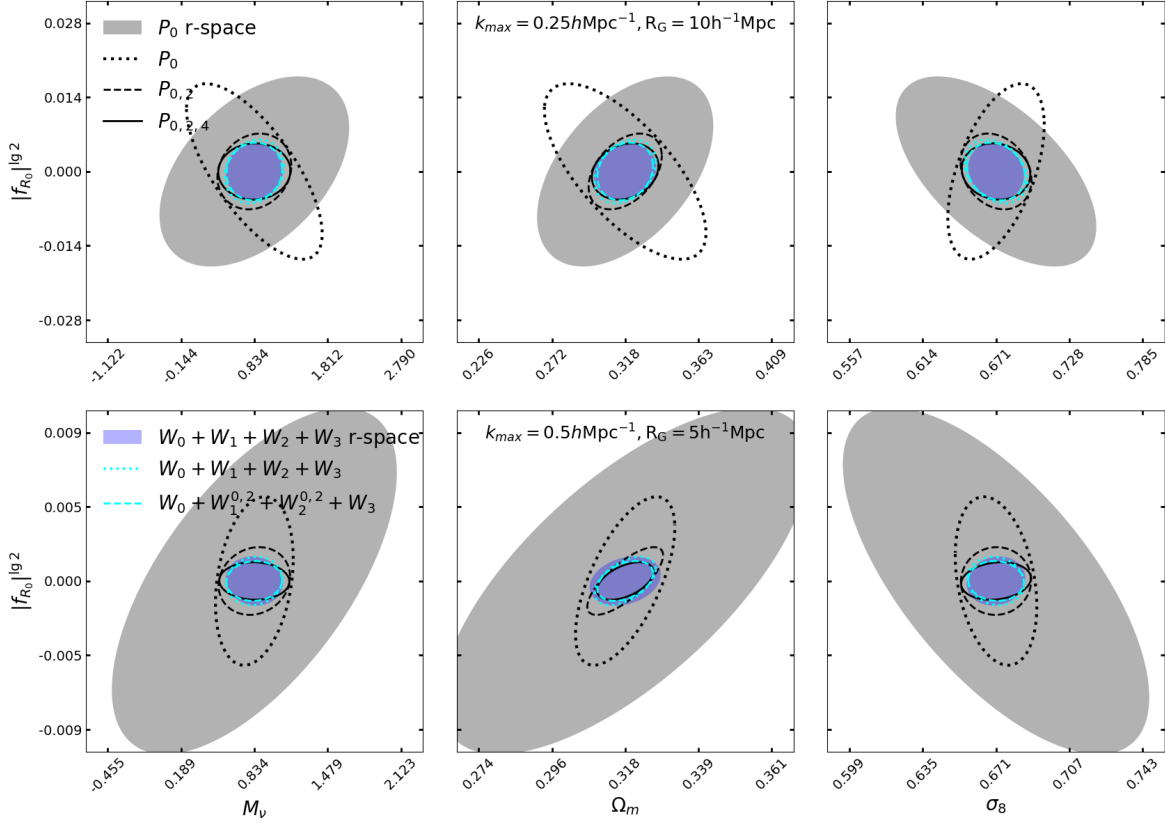 0.028
0.014
0.000
-0.014
-0.028
|f_{R_0}|^{lg 2}
P_0 r-space
P_0
P_{0,2}
P_{0,2,4}
k_{max} = 0.25hMpc^{-1}, R_G = 10h^{-1}Mpc
-1.122 -0.144 0.834 1.812 2.790
0.226 0.272 0.318 0.363 0.409
0.557 0.614 0.671 0.728 0.785
0.009
0.005
0.000
-0.005
-0.009
|f_{R_0}|^{lg 2}
W_0 + W_1 + W_2 + W_3 r-space
W_0 + W_1 + W_2 + W_3
W_0 + W_1^{0,2} + W_2^{0,2} + W_3
k_{max} = 0.5hMpc^{-1}, R_G = 5h^{-1}Mpc
-0.455 0.189 0.834 1.479 2.123
0.274 0.296 0.318 0.339 0.361
0.599 0.635 0.671 0.707 0.743
M_ν
Ω_m
σ_8